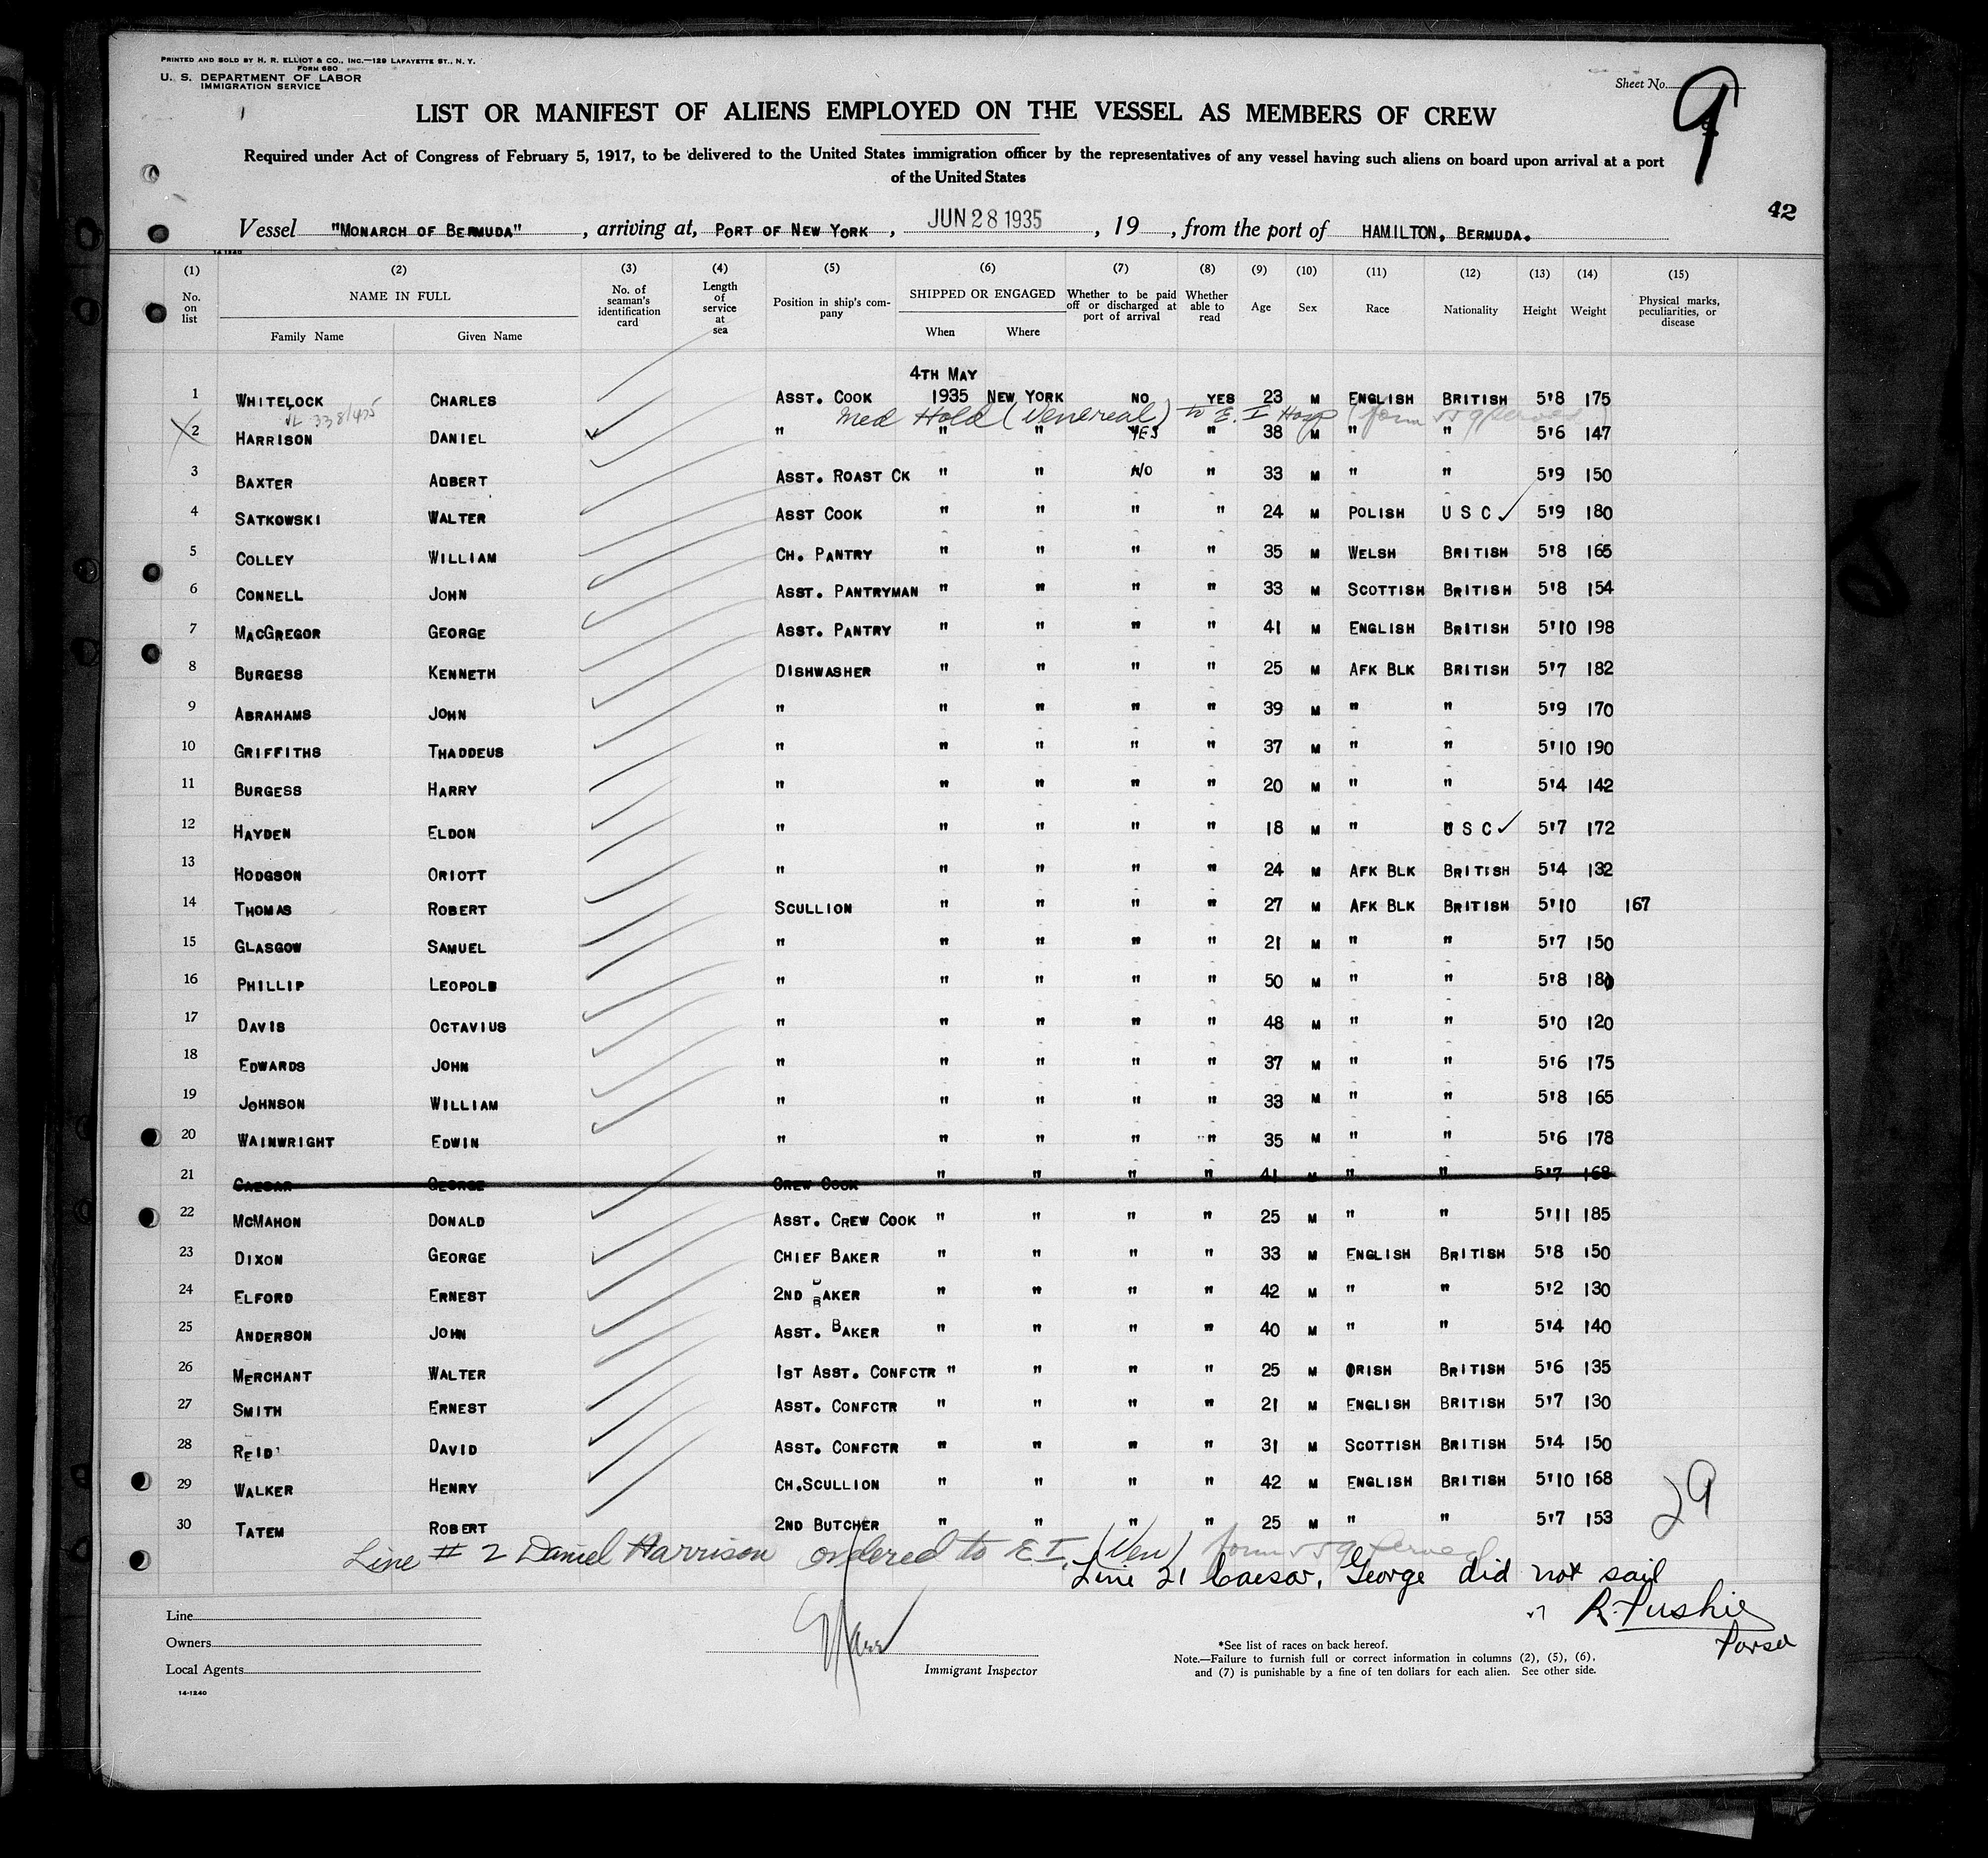 PRINTED AND SOLD BY H. R. ELLIOT & CO., INC.—129 LAFAYETTE ST., N. Y.
FORM 680
U. S. DEPARTMENT OF LABOR
IMMIGRATION SERVICE
Sheet No. 9
LIST OR MANIFEST OF ALIENS EMPLOYED ON THE VESSEL AS MEMBERS OF CREW
Required under Act of Congress of February 5, 1917, to be delivered to the United States immigration officer by the representatives of any vessel having such aliens on board upon arrival at a port
of the United States
42
Vessel "MONARCH OF BERMUDA", arriving at, PORT OF NEW YORK, JUN 28 1935, 19 , from the port of HAMILTON, BERMUDA.
14-1240
(1) (2) (3) (4) (5) (6) (7) (8) (9) (10) (11) (12) (13) (14) (15)
No. on list NAME IN FULL Family Name Given Name No. of seaman's identification card Length of service at sea Position in ship's company SHIPPED OR ENGAGED When Where Whether to be paid off or discharged at port of arrival Whether able to read Age Sex Race Nationality Height Weight Physical marks, peculiarities, or disease
4TH MAY
1 WHITELOCK CHARLES ASST. COOK 1935 NEW YORK NO YES 23 M ENGLISH BRITISH 5'8 175
338/475 Med Hold (Venereal) to E. I Hosp (form 559 served)
2 HARRISON DANIEL " " " YES " 38 M " " 5'6 147
3 BAXTER ADBERT ASST. ROAST CK " " NO " 33 M " " 5'9 150
4 SATKOWSKI WALTER ASST COOK " " " " 24 M POLISH U S C 5'9 180
5 COLLEY WILLIAM CH. PANTRY " " " " 35 M WELSH BRITISH 5'8 165
6 CONNELL JOHN ASST. PANTRYMAN " " " " 33 M SCOTTISH BRITISH 5'8 154
7 MACGREGOR GEORGE ASST. PANTRY " " " " 41 M ENGLISH BRITISH 5'10 198
8 BURGESS KENNETH DISHWASHER " " " " 25 M AFK BLK BRITISH 5'7 182
9 ABRAHAMS JOHN " " " " " 39 M " " 5'9 170
10 GRIFFITHS THADDEUS " " " " " 37 M " " 5'10 190
11 BURGESS HARRY " " " " " 20 M " " 5'4 142
12 HAYDEN ELDON " " " " " 18 M " U S C 5'7 172
13 HODGSON ORIOTT " " " " " 24 M AFK BLK BRITISH 5'4 132
14 THOMAS ROBERT SCULLION " " " " 27 M AFK BLK BRITISH 5'10 167
15 GLASGOW SAMUEL " " " " " 21 M " " 5'7 150
16 PHILLIP LEOPOLD " " " " " 50 M " " 5'8 180
17 DAVIS OCTAVIUS " " " " " 48 M " " 5'0 120
18 EDWARDS JOHN " " " " " 37 M " " 5'6 175
19 JOHNSON WILLIAM " " " " " 33 M " " 5'8 165
20 WAINWRIGHT EDWIN " " " " " 35 M " " 5'6 178
21 CAESAR GEORGE CREW COOK " " " " 41 M " " 5'7 168
22 MCMAHON DONALD ASST. CREW COOK " " " " 25 M " " 5'11 185
23 DIXON GEORGE CHIEF BAKER " " " " 33 M ENGLISH BRITISH 5'8 150
24 ELFORD ERNEST 2ND BAKER " " " " 42 M " " 5'2 130
25 ANDERSON JOHN ASST. BAKER " " " " 40 M " " 5'4 140
26 MERCHANT WALTER 1ST ASST. CONFCTR " " " " 25 M IRISH BRITISH 5'6 135
27 SMITH ERNEST ASST. CONFCTR " " " " 21 M ENGLISH BRITISH 5'7 130
28 REID DAVID ASST. CONFCTR " " " " 31 M SCOTTISH BRITISH 5'4 150
29 WALKER HENRY CH.SCULLION " " " " 42 M ENGLISH BRITISH 5'10 168
30 TATEM ROBERT 2ND BUTCHER " " " " 25 M " " 5'7 153
29
Line # 2 Daniel Harrison ordered to E.I. (Ven) form 559 served
Line 21 Caesar, George did not sail
R. Pushie
Purser
Line
Owners
Local Agents
14-1240
Immigrant Inspector
*See list of races on back hereof.
Note.—Failure to furnish full or correct information in columns (2), (5), (6),
and (7) is punishable by a fine of ten dollars for each alien. See other side.